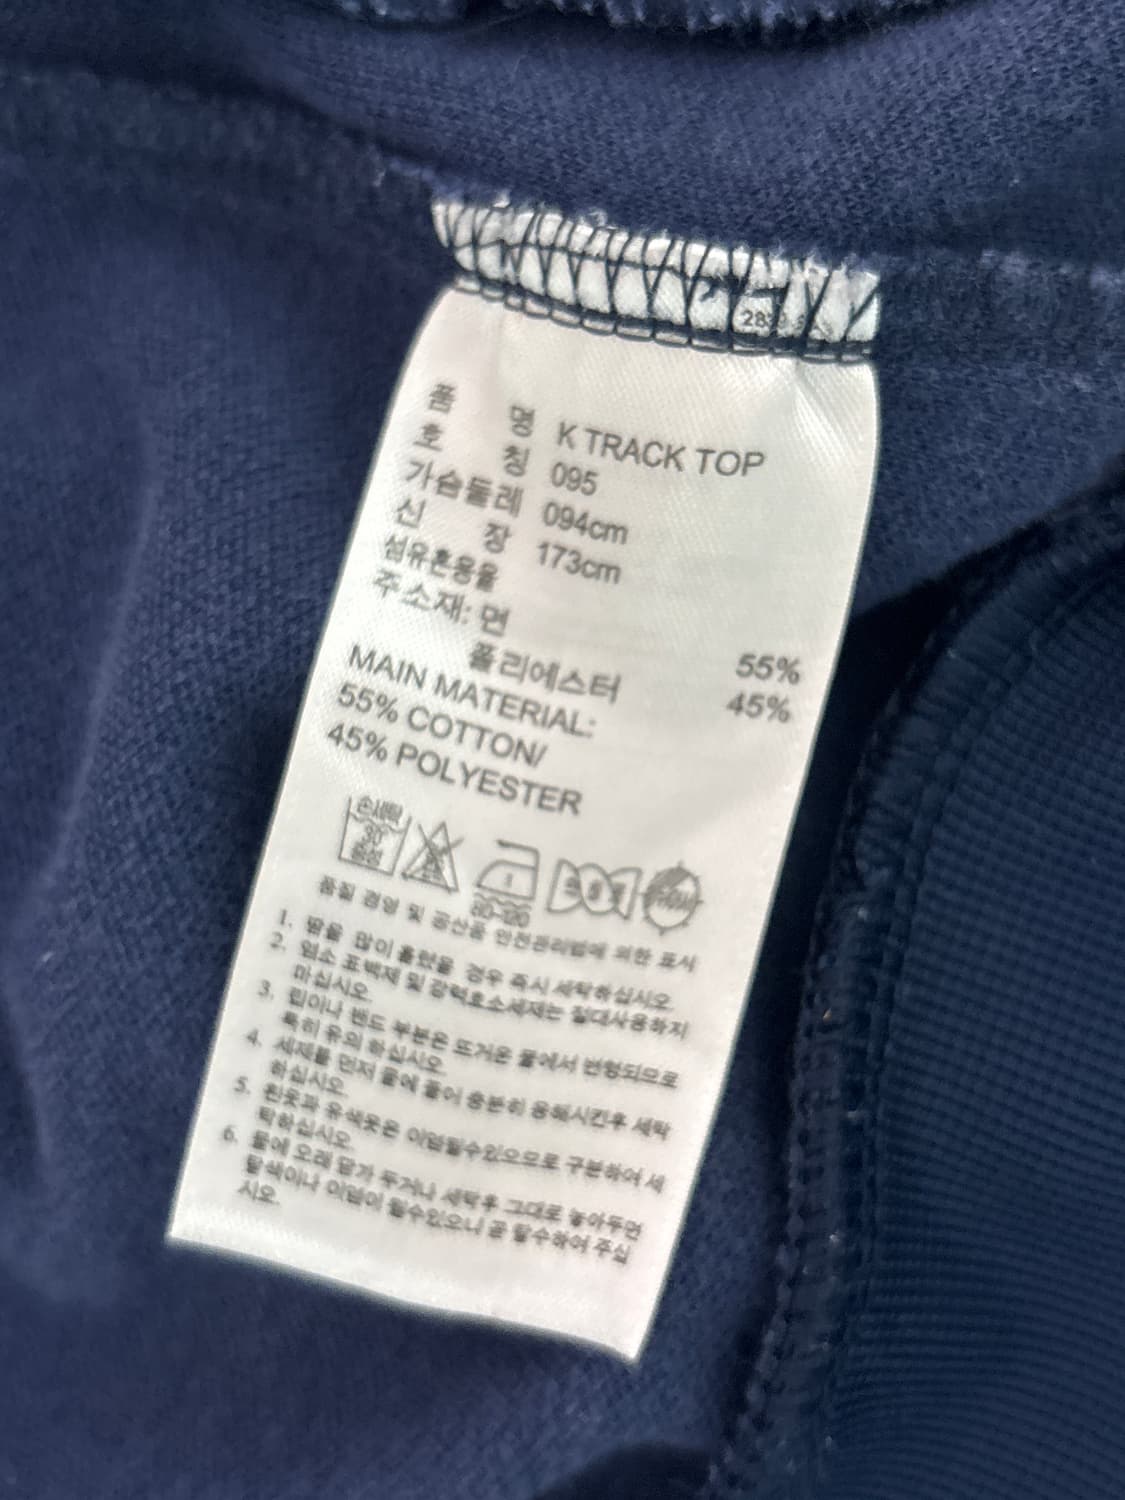 28
품 명 K TRACK TOP
호 칭 095
가슴둘레 094cm
신 장 173cm
섬유혼용율
주소재: 면 55%
폴리에스터 45%
MAIN MATERIAL:
55% COTTON/
45% POLYESTER
손세탁
30
중성
80-120
품질 경영 및 공산품 안전관리법에 의한 표시
1. 땀을 많이 흘렸을 경우 즉시 세탁하십시오.
2. 염소 표백제 및 강력효소세제는 절대사용하지
마십시오.
3. 립이나 밴드 부분은 뜨거운 물에서 변형되므로
특히 유의 하십시오.
4. 세제를 먼저 물에 풀어 충분히 용해시킨후 세탁
하십시오.
5. 흰옷과 유색옷은 이염될수있으므로 구분하여 세
탁하십시오.
6. 물에 오래 담가 두거나 세탁후 그대로 놓아두면
탈색이나 이염이 될수있으니 곧 탈수하여 주십
시오.